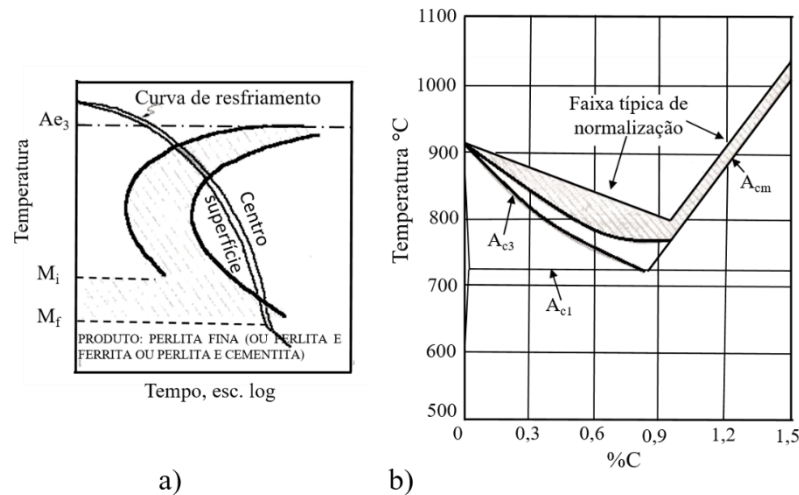 Curva de resfriamento
Ae3
Temperatura
Centro
superfície
Mi
Mf
PRODUTO: PERLITA FINA (OU PERLITA E
FERRITA OU PERLITA E CEMENTITA)
Tempo, esc. log
a)
1100
1000
900
800
700
600
500
Temperatura °C
Faixa típica de
normalização
Acm
Ac3
Ac1
0
0,3
0,6
0,9
1,2
1,5
%C
b)